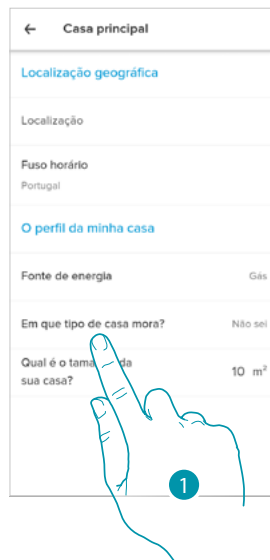 ← Casa principal
Localização geográfica
Localização
Fuso horário
Portugal
O perfil da minha casa
Fonte de energia Gás
Em que tipo de casa mora? Não sei
Qual é o da
sua casa? 10 m²
1